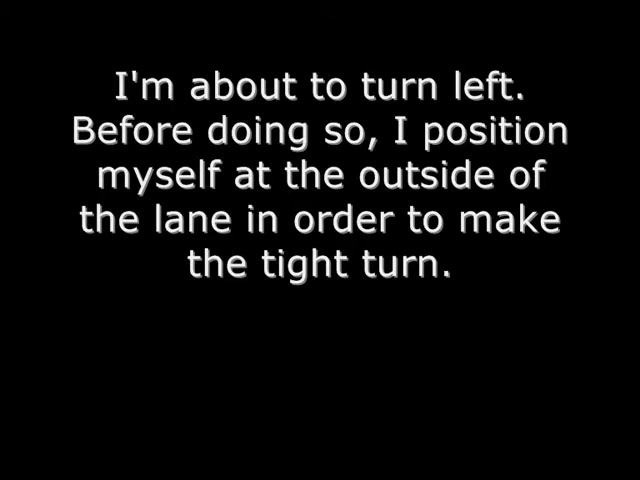 I'm about to turn left.
Before doing so, I position
myself at the outside of
the lane in order to make
the tight turn.